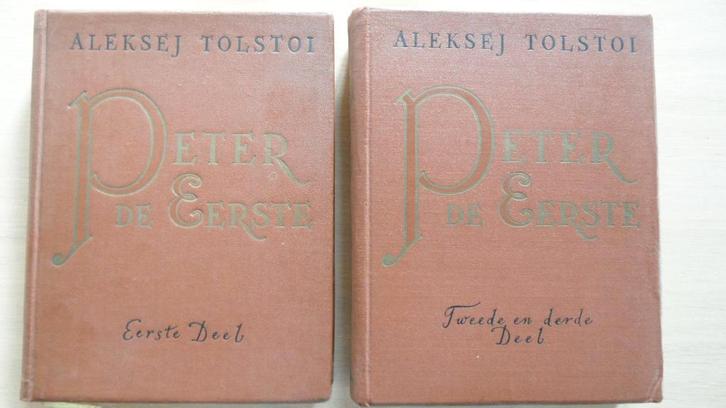 ALEKSEJ TOLSTOI
PETER
DE EERSTE
Eerste Deel
ALEKSEJ TOLSTOI
PETER
DE EERSTE
Tweede en derde
Deel